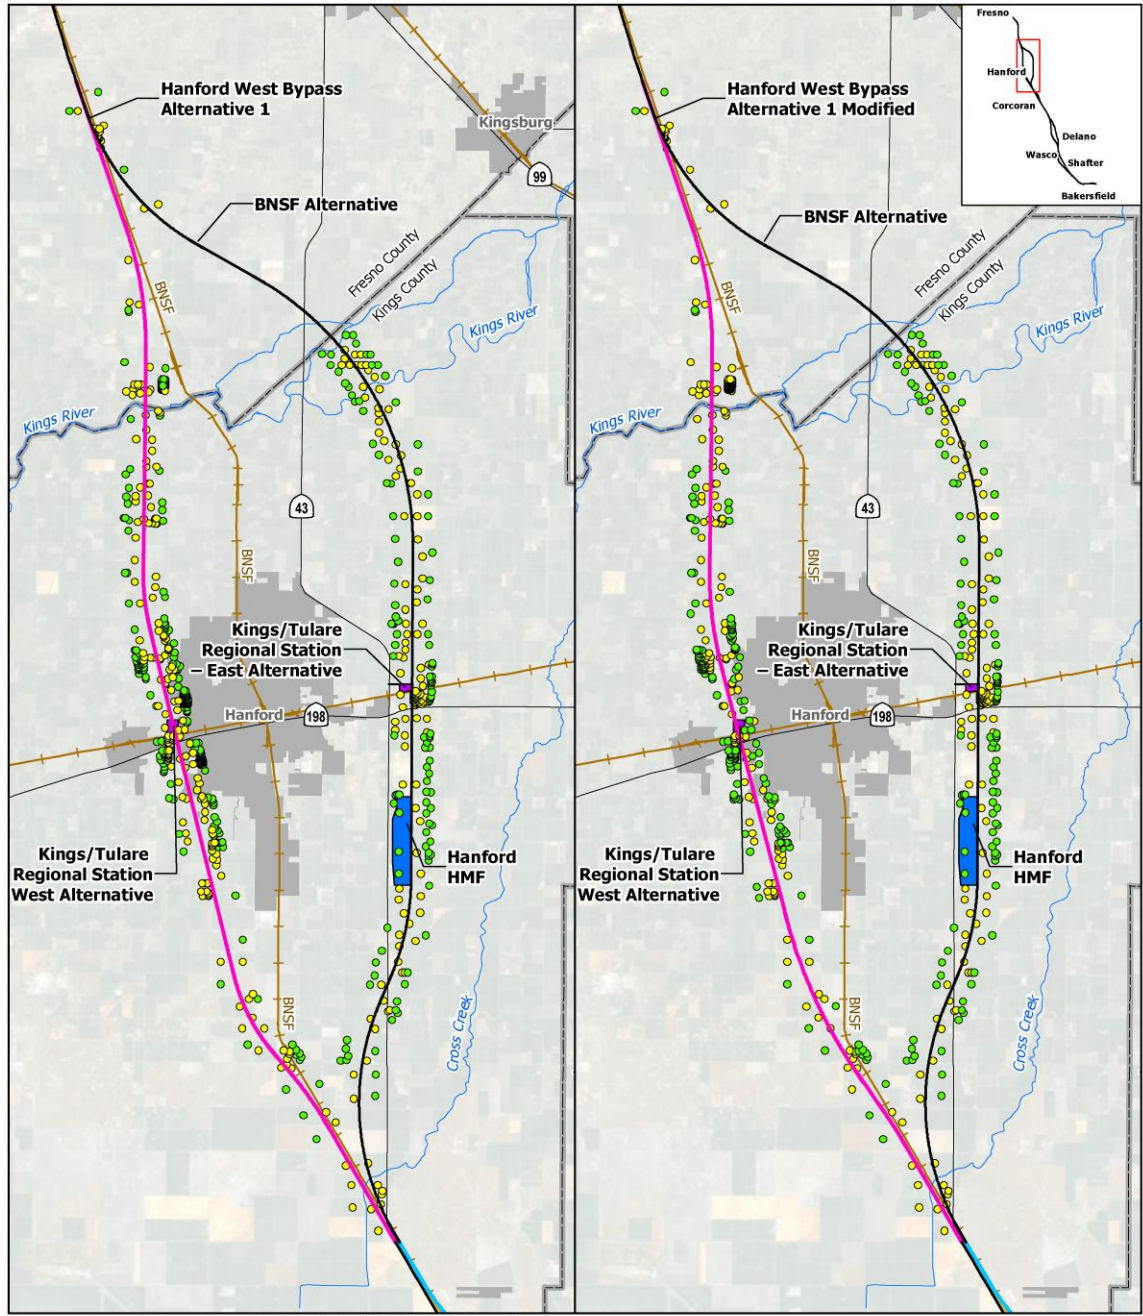 Hanford West Bypass
Alternative 1
Kingsburg
99
BNSF Alternative
BNSF
Fresno County
Kings County
Kings River
Kings River
43
BNSF
Kings/Tulare
Regional Station
– East Alternative
Hanford
198
Kings/Tulare
Regional Station
West Alternative
Hanford
HMF
BNSF
Cross Creek
Hanford West Bypass
Alternative 1 Modified
Fresno
Hanford
Corcoran
Delano
Wasco
Shafter
Bakersfield
BNSF Alternative
BNSF
Fresno County
Kings County
Kings River
Kings River
43
BNSF
Kings/Tulare
Regional Station
– East Alternative
Hanford
198
Kings/Tulare
Regional Station
West Alternative
Hanford
HMF
BNSF
Cross Creek